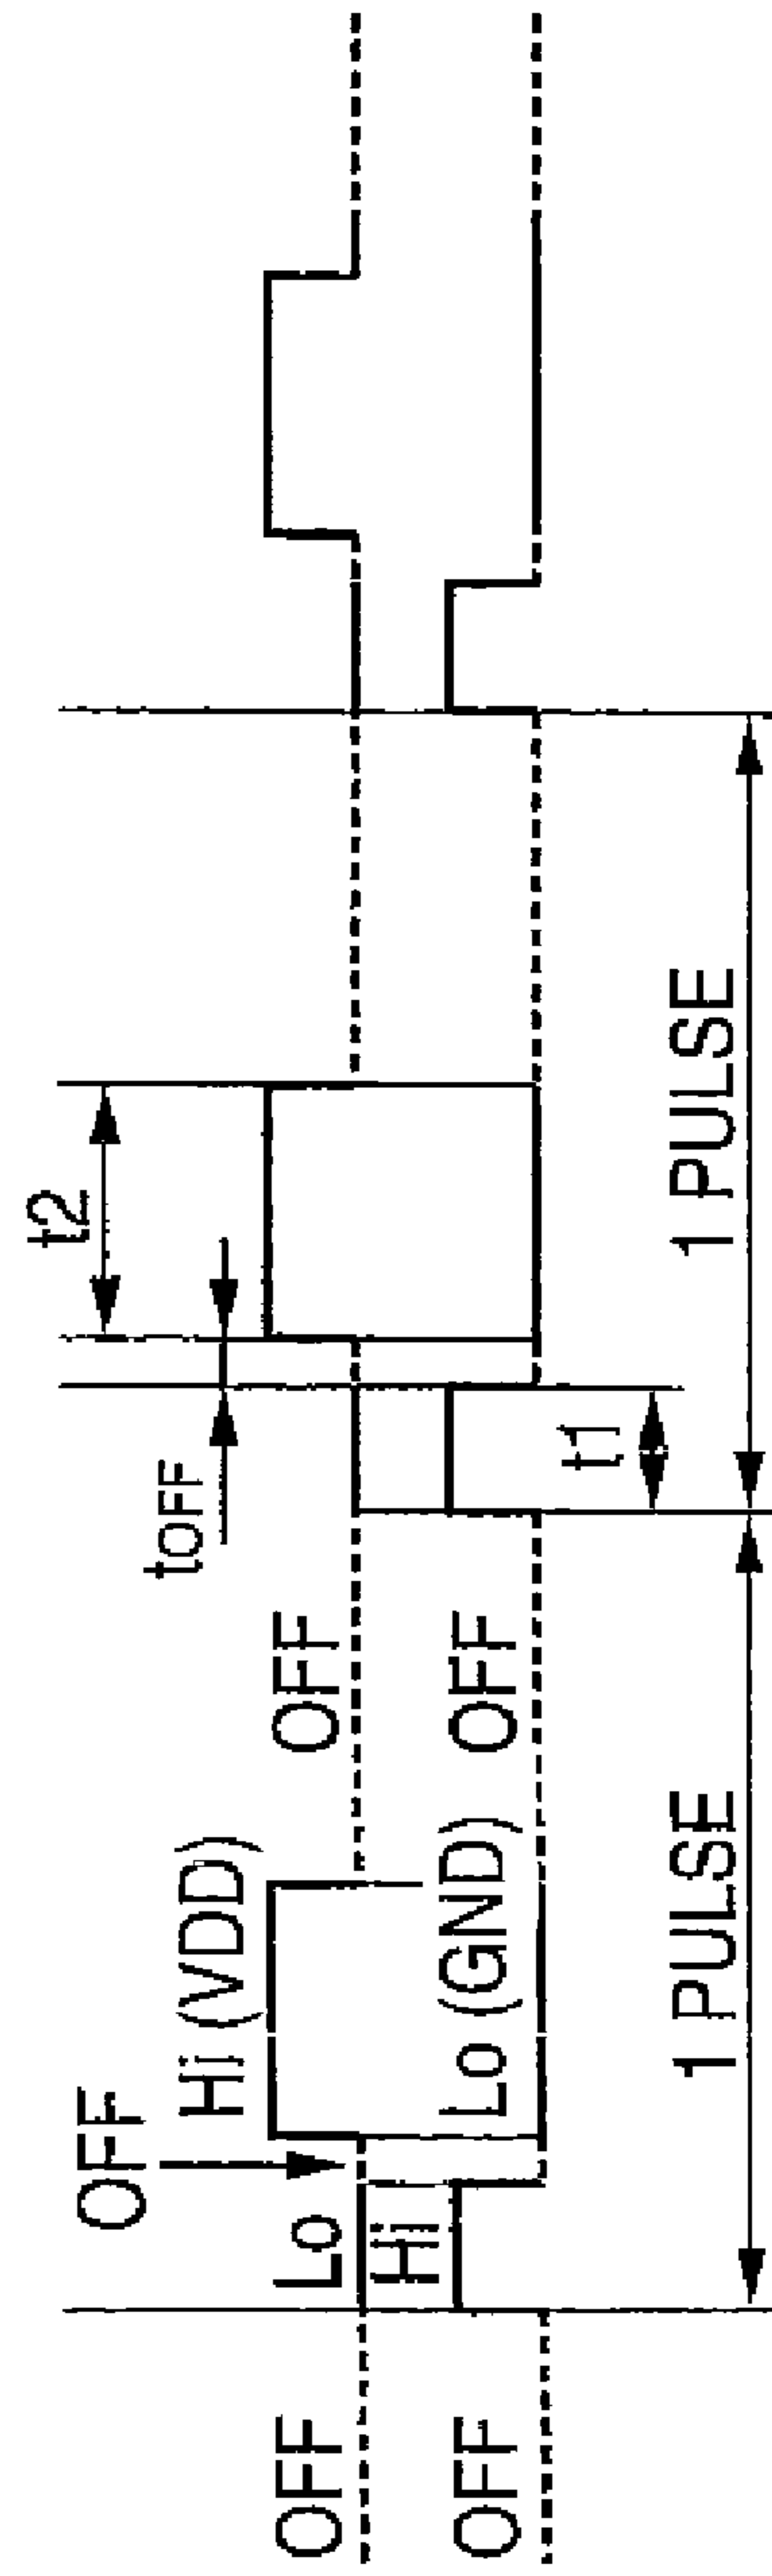 t2
tOFF
OFF
Hi (VDD)
OFF
Lo
OFF
Hi
Lo (GND)
OFF
OFF
t1
1 PULSE
1 PULSE